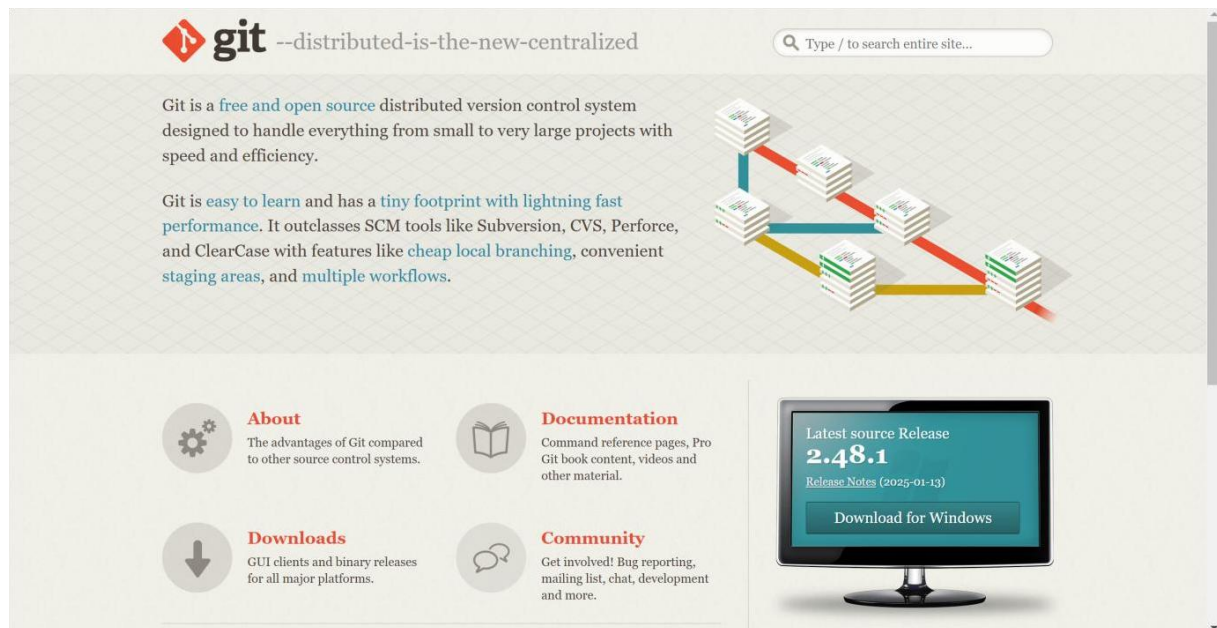 git --distributed-is-the-new-centralized
Type / to search entire site...
Git is a free and open source distributed version control system
designed to handle everything from small to very large projects with
speed and efficiency.
Git is easy to learn and has a tiny footprint with lightning fast
performance. It outclasses SCM tools like Subversion, CVS, Perforce,
and ClearCase with features like cheap local branching, convenient
staging areas, and multiple workflows.
About
The advantages of Git compared
to other source control systems.
Documentation
Command reference pages, Pro
Git book content, videos and
other material.
Downloads
GUI clients and binary releases
for all major platforms.
Community
Get involved! Bug reporting,
mailing list, chat, development
and more.
Latest source Release
2.48.1
Release Notes (2025-01-13)
Download for Windows